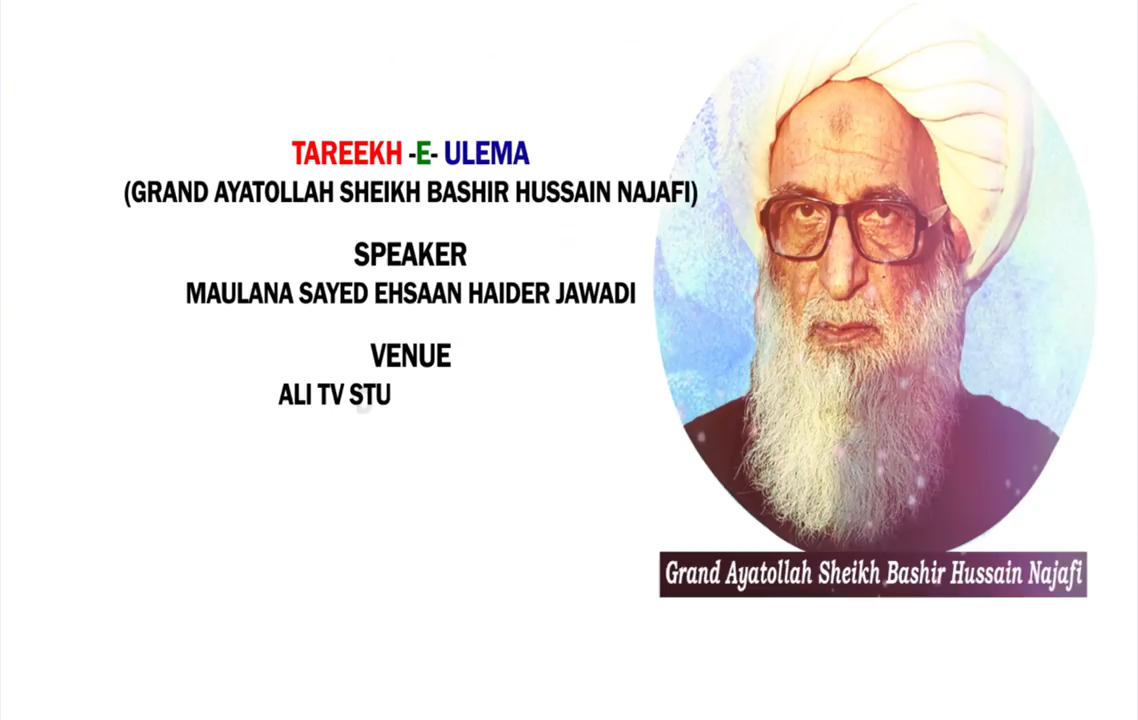 TAREEKH -E- ULEMA
(GRAND AYATOLLAH SHEIKH BASHIR HUSSAIN NAJAFI)
SPEAKER
MAULANA SAYED EHSAAN HAIDER JAWADI
VENUE
ALI TV STU
Grand Ayatollah Sheikh Bashir Hussain Najafi